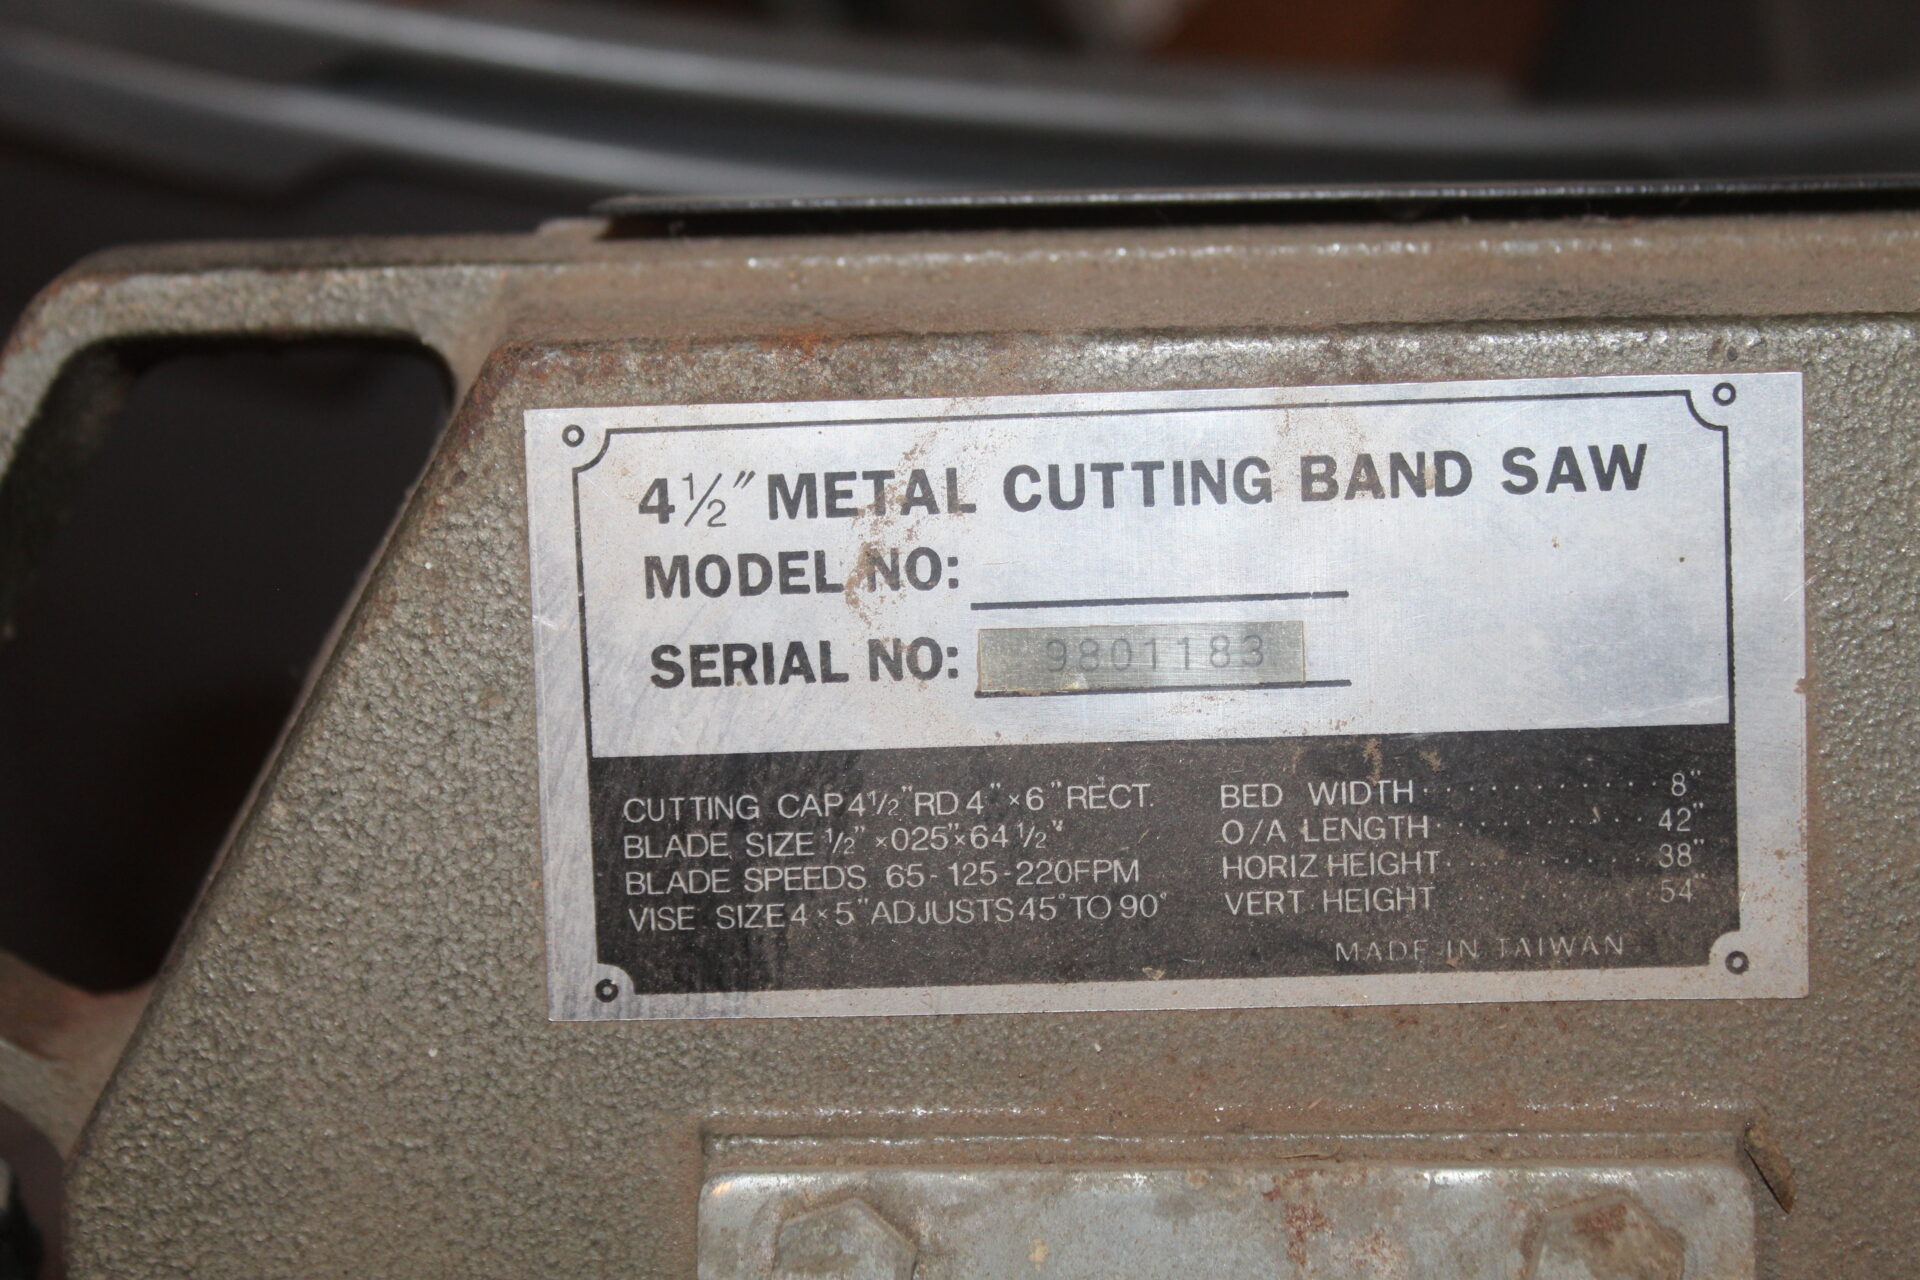 4½" METAL CUTTING BAND SAW
MODEL NO:
SERIAL NO: 9801183
CUTTING CAP 4½" RD 4" × 6" RECT.
BLADE SIZE ½" × 025" × 64 ½"
BLADE SPEEDS 65 - 125 - 220FPM
VISE SIZE 4 × 5" ADJUSTS 45° TO 90°
BED WIDTH · · · · · · · · · · · · 8"
O/A LENGTH · · · · · · · · · · · · 42"
HORIZ HEIGHT · · · · · · · · · · · · 38"
VERT HEIGHT · · · · · · · · · · · · 54"
MADE IN TAIWAN